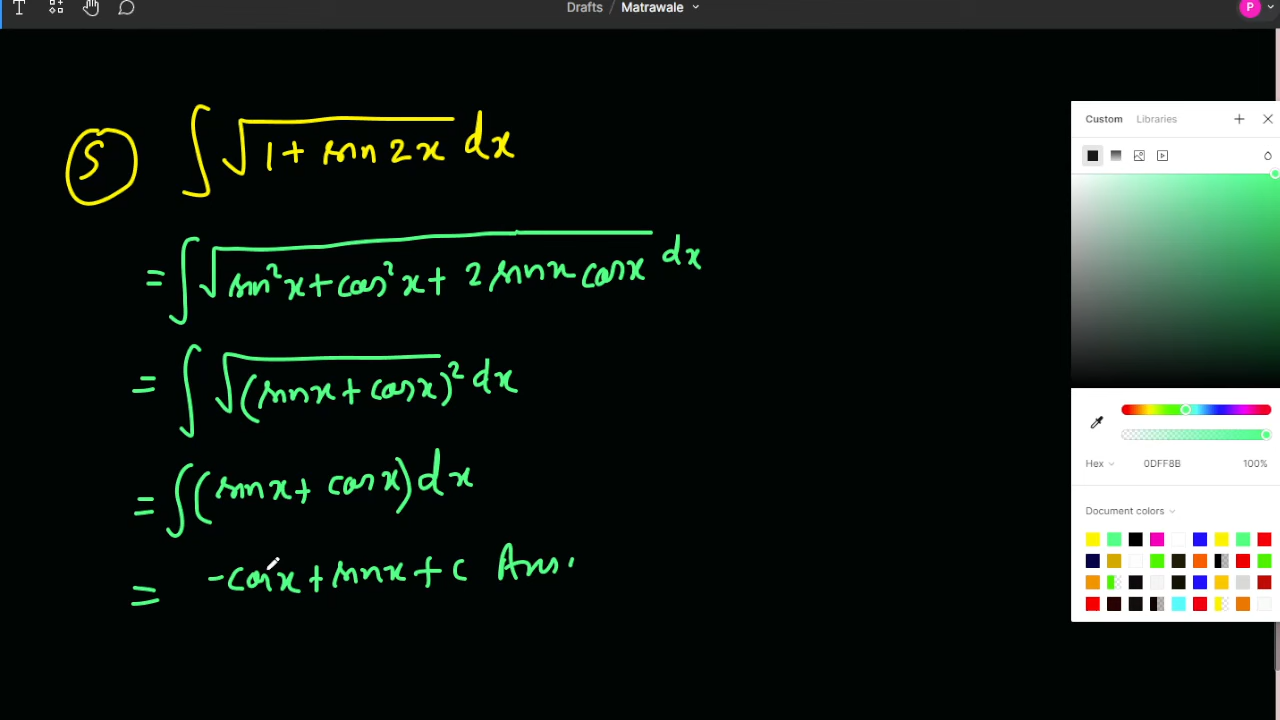 Drafts / Matrawale
P
5 ∫ √(1 + sin 2x) dx
= ∫ √(sin²x + cos²x + 2 sinx cosx) dx
= ∫ √(sinx + cosx)² dx
= ∫ (sinx + cosx) dx
= -cosx + sinx + c Ans.
Custom Libraries
Hex 0DFF8B 100%
Document colors